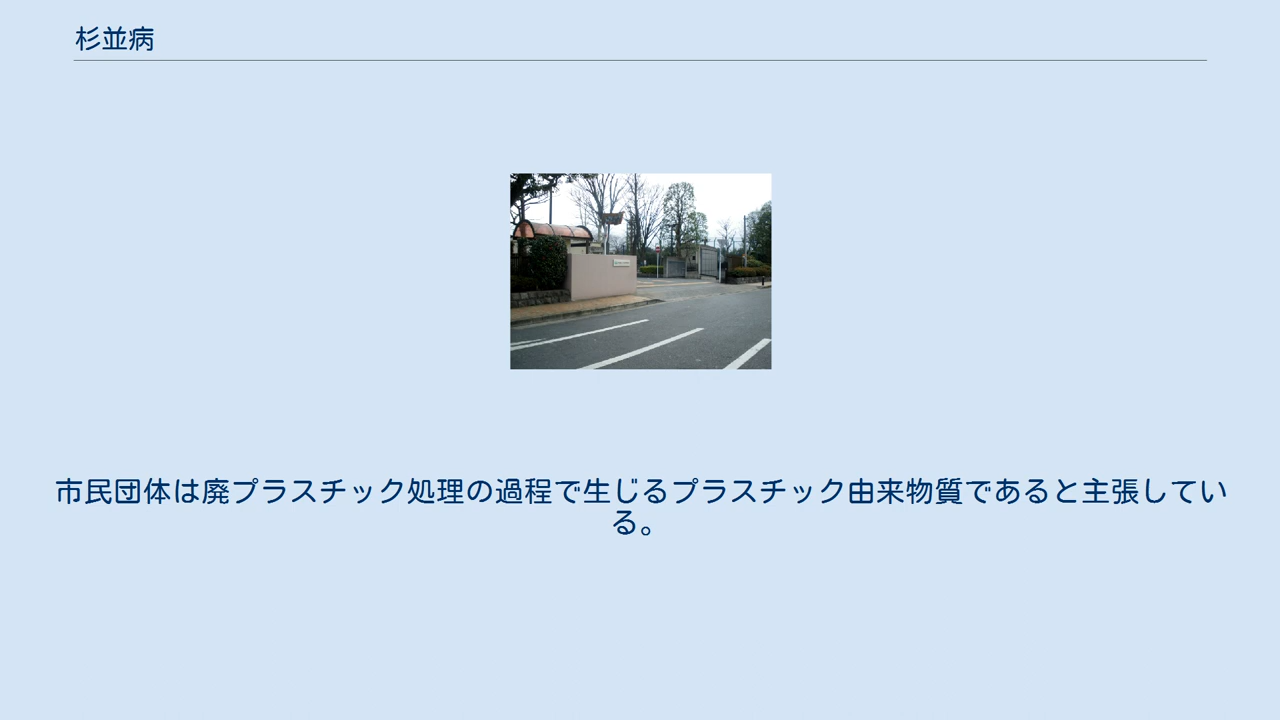 杉並病
市民団体は廃プラスチック処理の過程で生じるプラスチック由来物質であると主張してい
る。